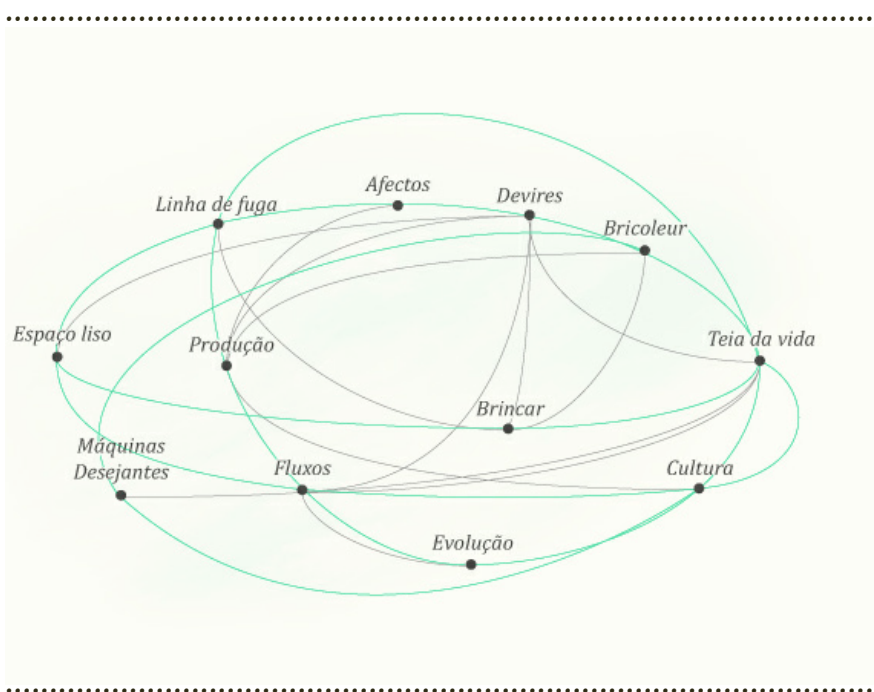 Afectos
Devires
Linha de fuga
Bricoleur
Espaço liso
Produção
Teia da vida
Brincar
Máquinas
Desejantes
Fluxos
Cultura
Evolução